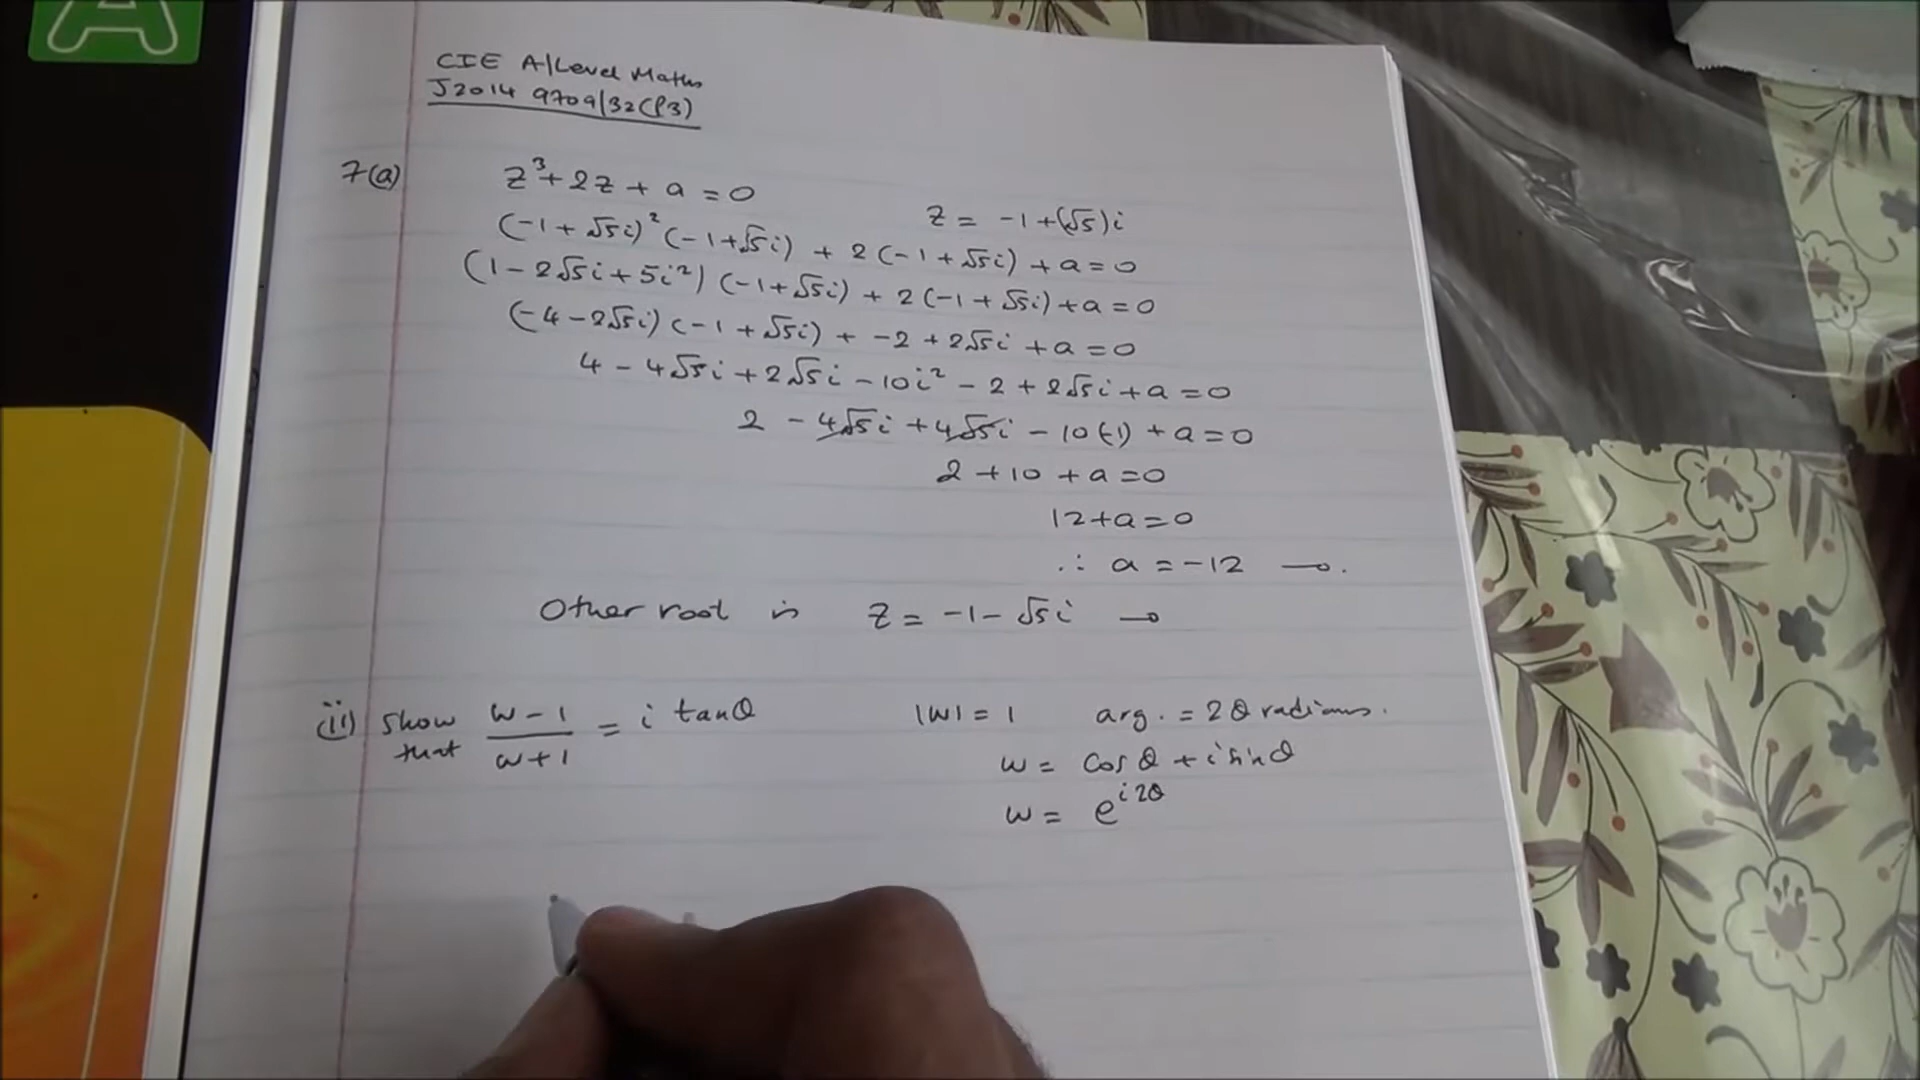 A
CIE A/Level Maths
J2014 9709/32(P3)
7(a) z³+2z + a = 0
z = -1+(√5)i
(-1+√5i)²(-1+√5i) + 2(-1+√5i) + a = 0
(1-2√5i+5i²)(-1+√5i) + 2(-1+√5i)+a = 0
(-4-2√5i)(-1+√5i) + -2+2√5i + a = 0
4 - 4√5i + 2√5i - 10i² - 2 + 2√5i + a = 0
2 - 4√5i + 4√5i - 10(-1) + a = 0
2 + 10 + a = 0
12+a = 0
∴ a = -12
Other root is z = -1-√5i
(ii) Show that (w-1)/(w+1) = i tanθ
|w| = 1 arg. = 2θ radians.
w = cosθ + i sinθ
w = e^(i2θ)